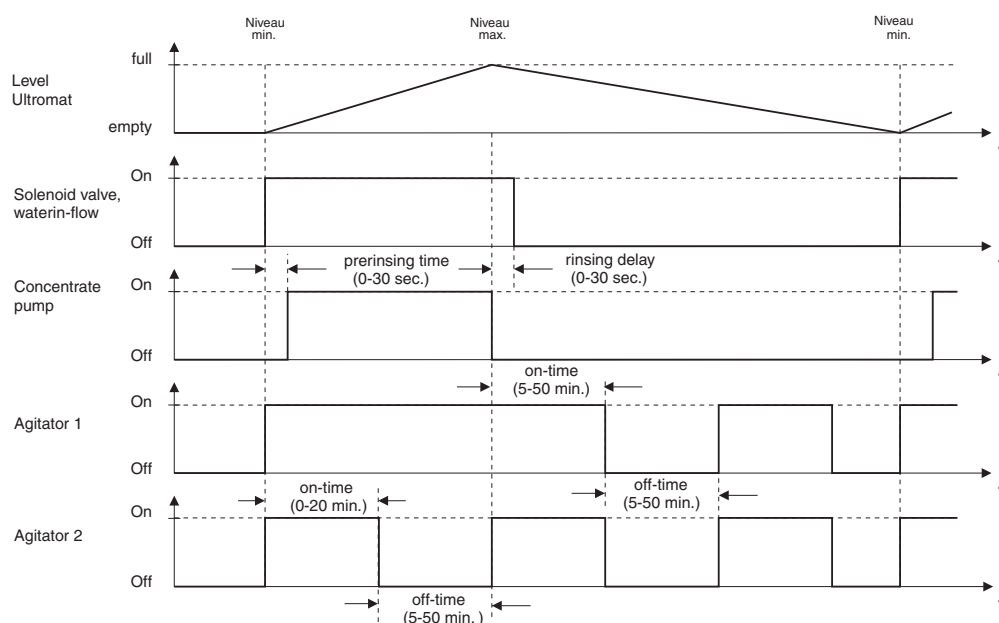 Niveau
min.
Niveau
max.
Niveau
min.
full
Level
Ultromat
empty
On
Solenoid valve,
waterin-flow
Off
prerinsing time
(0-30 sec.)
rinsing delay
(0-30 sec.)
On
Concentrate
pump
Off
on-time
(5-50 min.)
On
Agitator 1
Off
on-time
(0-20 min.)
off-time
(5-50 min.)
On
Agitator 2
Off
off-time
(5-50 min. )